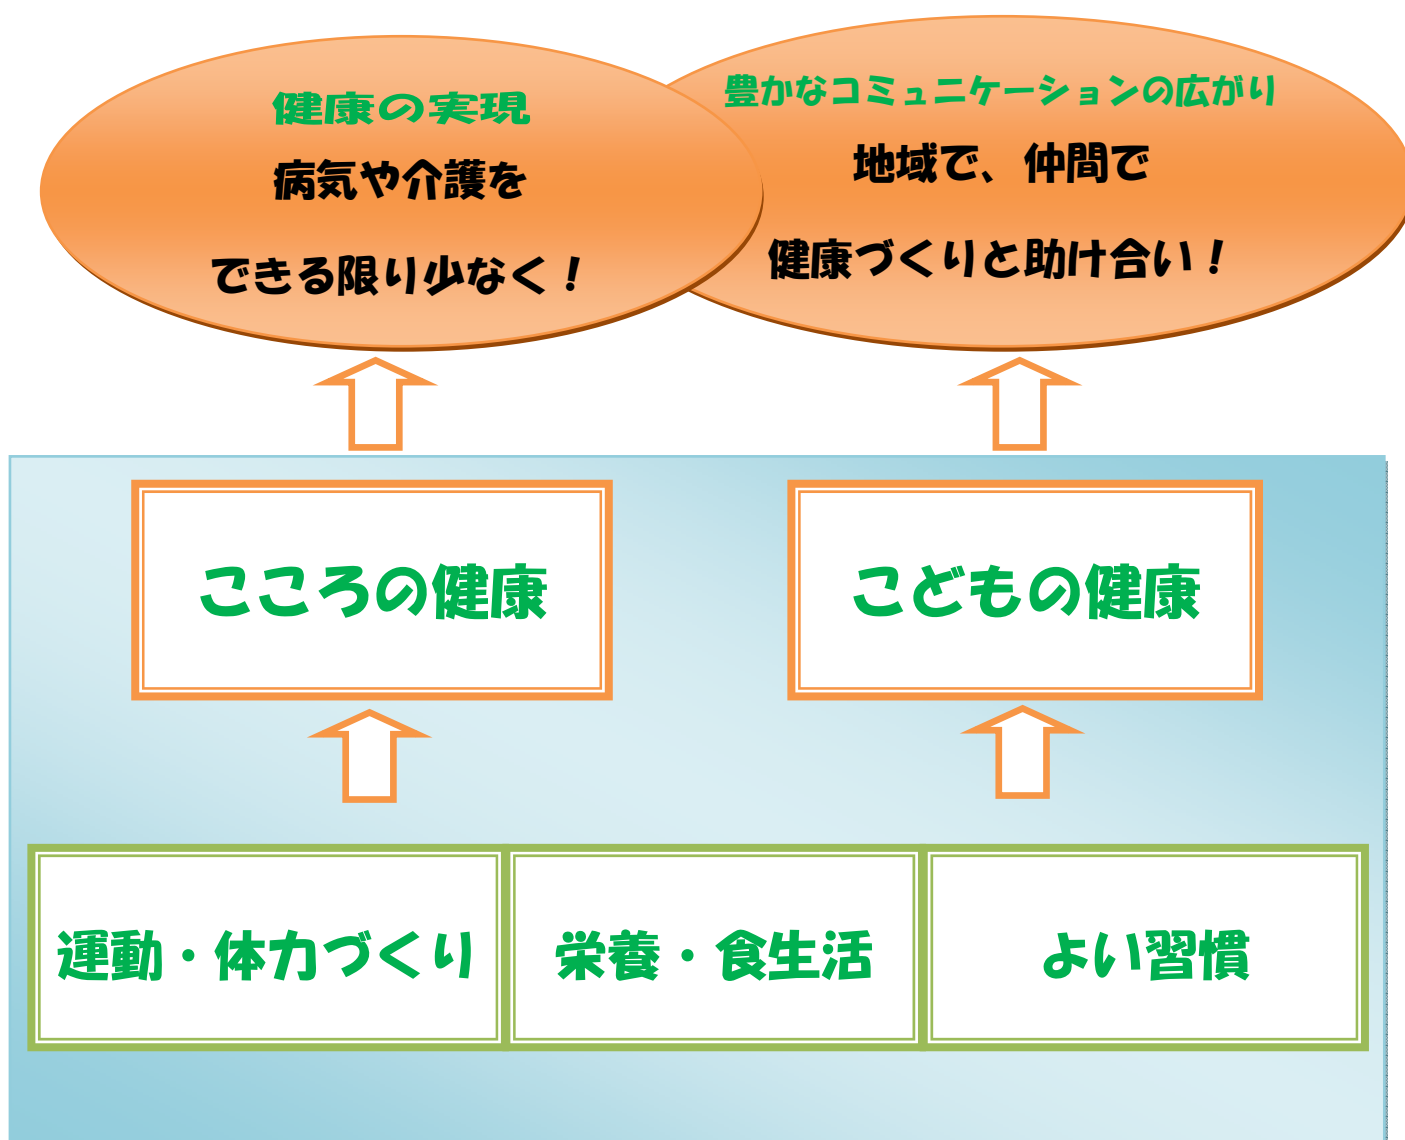 健康の実現
病気や介護を
できる限り少なく！
豊かなコミュニケーションの広がり
地域で、仲間で
健康づくりと助け合い！
こころの健康
こどもの健康
運動・体力づくり
栄養・食生活
よい習慣